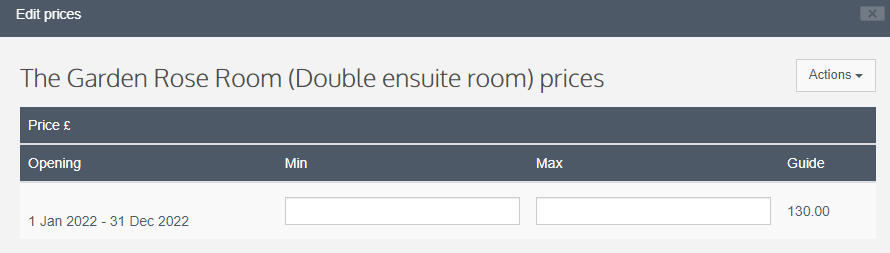 Edit prices
The Garden Rose Room (Double ensuite room) prices
Actions
Price £
Opening Min Max Guide
1 Jan 2022 - 31 Dec 2022 130.00